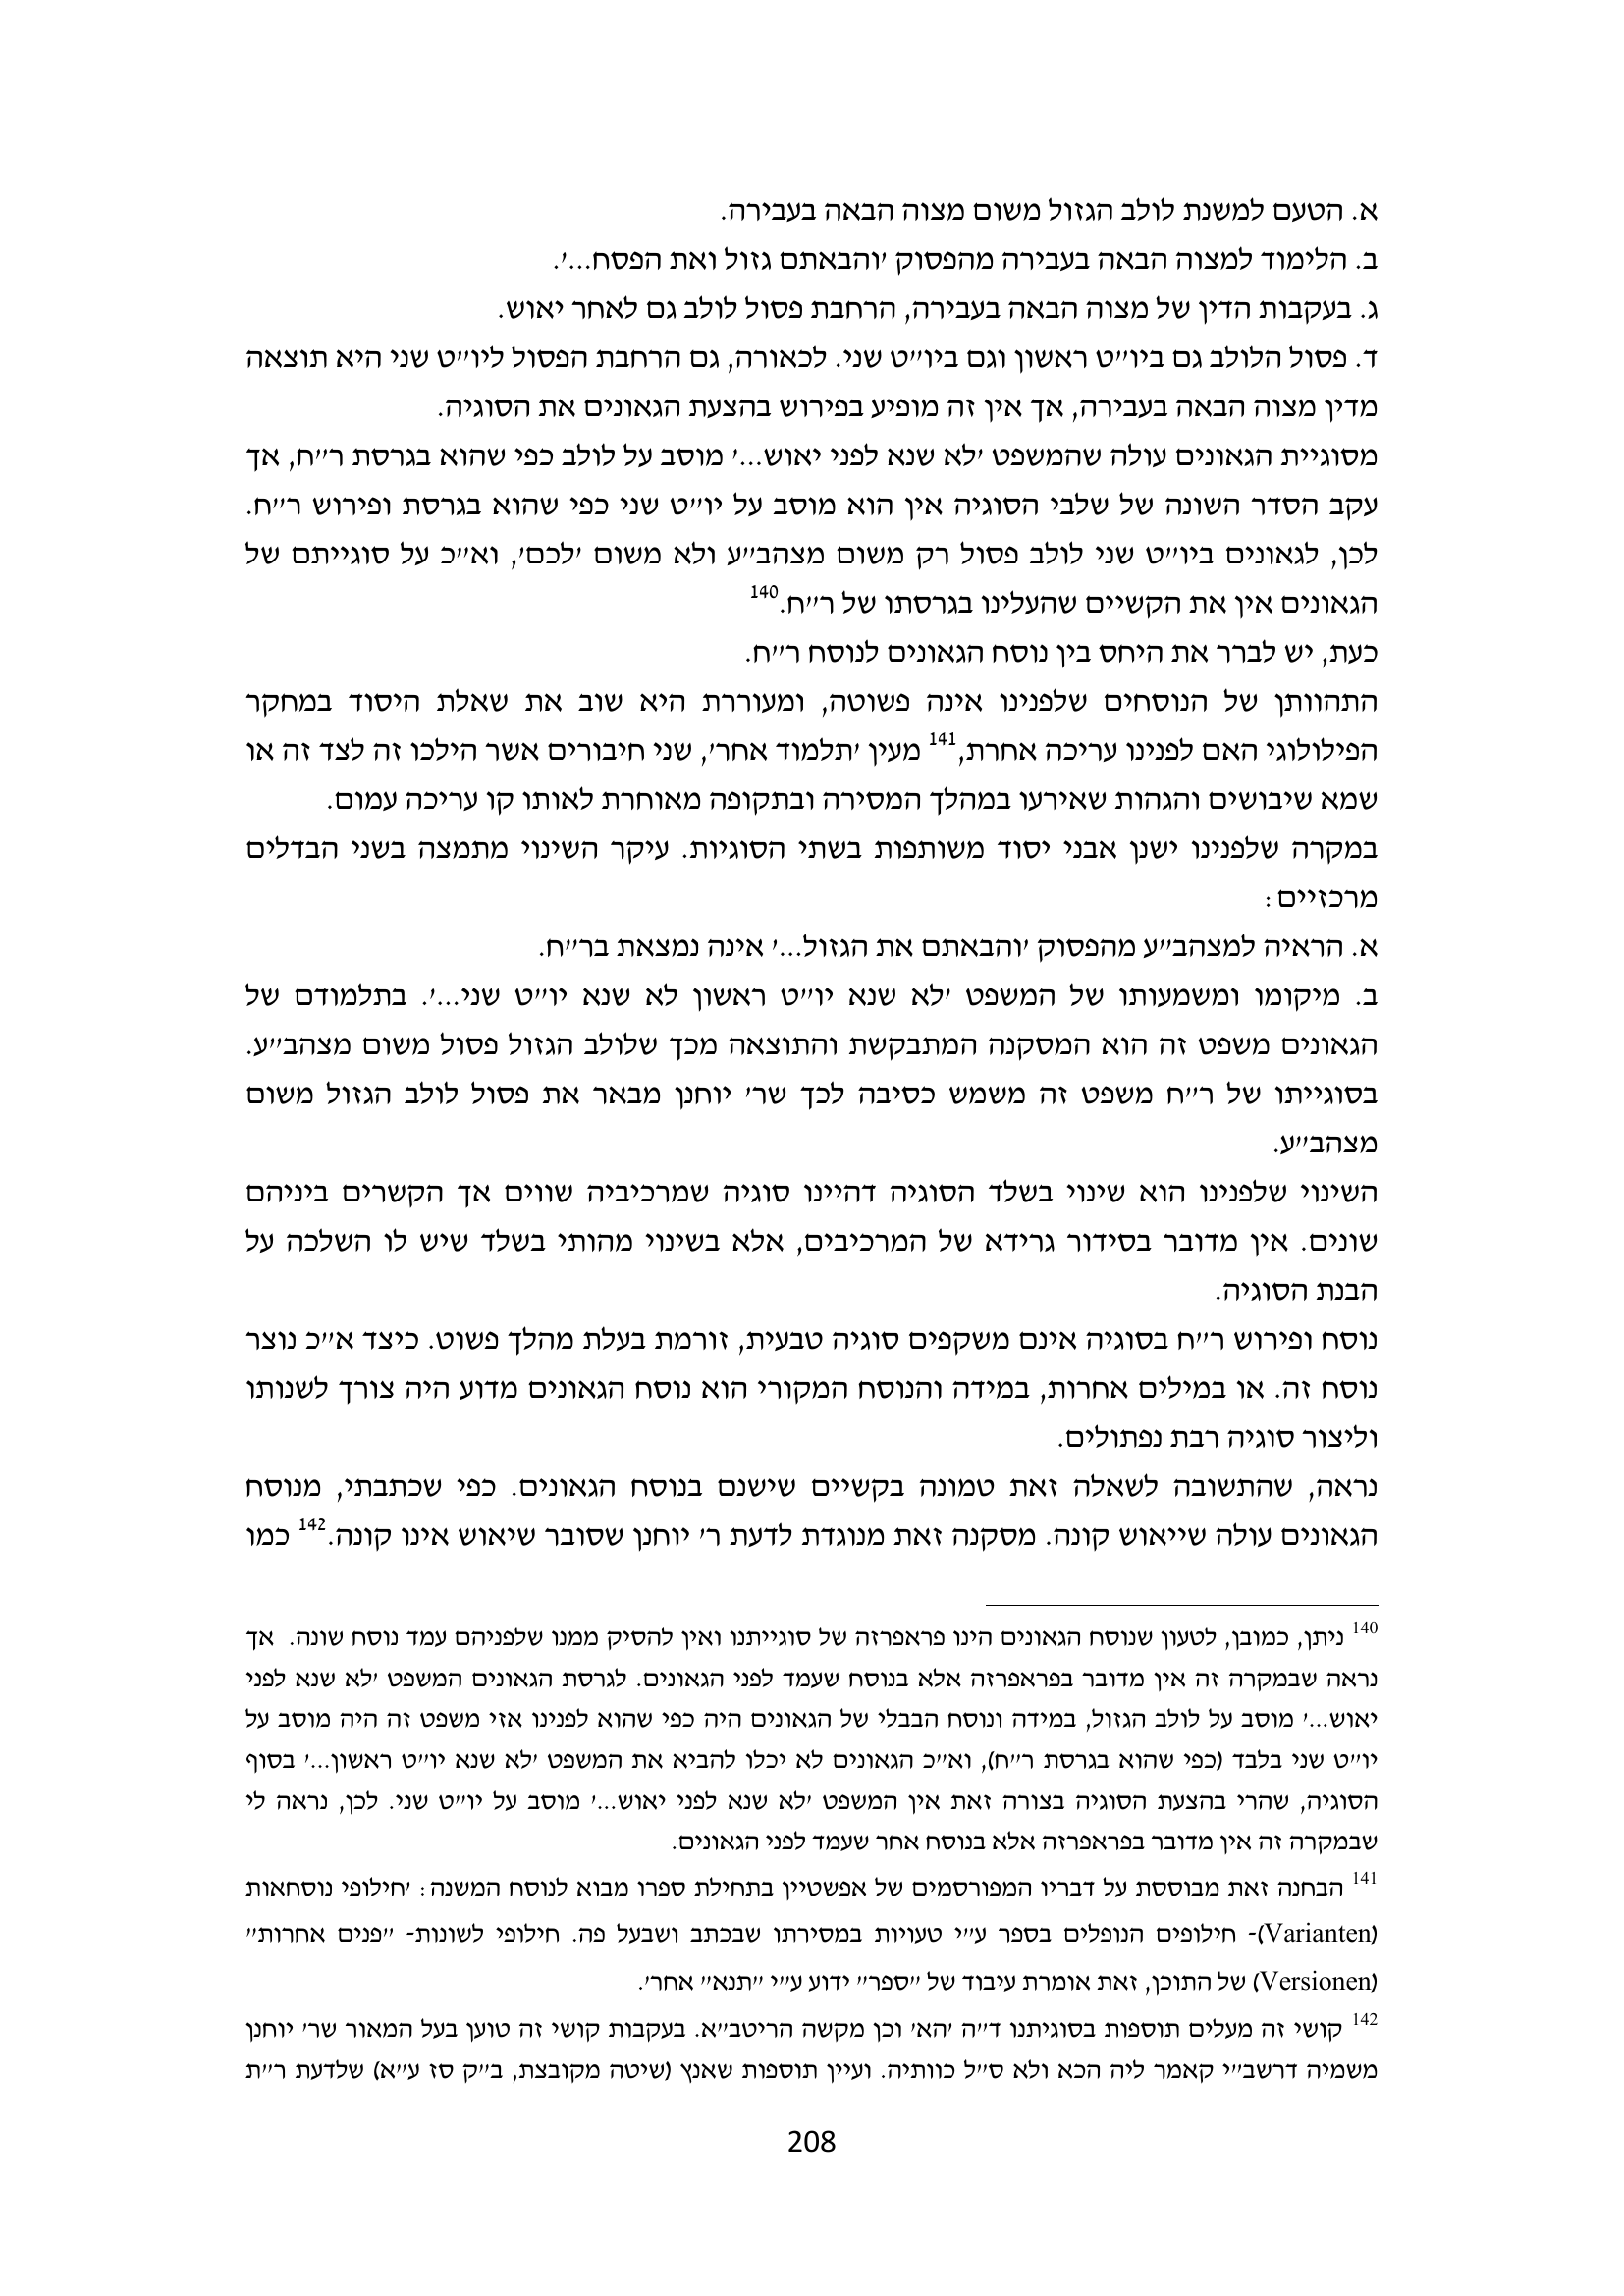 א. הטעם למשנת לולב הגזול משום מצוה הבאה בעבירה.
ב. הלימוד למצוה הבאה בעבירה מהפסוק 'והבאתם גזול ואת הפסח...'.
ג. בעקבות הדין של מצוה הבאה בעבירה, הרחבת פסול לולב גם לאחר יאוש.
ד. פסול הלולב גם ביו"ט ראשון וגם ביו"ט שני. לכאורה, גם הרחבת הפסול ליו"ט שני היא תוצאה
מדין מצוה הבאה בעבירה, אך אין זה מופיע בפירוש בהצעת הגאונים את הסוגיה.
מסוגיית הגאונים עולה שהמשפט 'לא שנא לפני יאוש...' מוסב על לולב כפי שהוא בגרסת ר"ח, אך
עקב הסדר השונה של שלבי הסוגיה אין הוא מוסב על יו"ט שני כפי שהוא בגרסת ופירוש ר"ח.
לכן, לגאונים ביו"ט שני לולב פסול רק משום מצהב"ע ולא משום 'לכם', וא"כ על סוגייתם של
הגאונים אין את הקשיים שהעלינו בגרסתו של ר"ח.140
כעת, יש לברר את היחס בין נוסח הגאונים לנוסח ר"ח.
התהוותן של הנוסחים שלפנינו אינה פשוטה, ומעוררת היא שוב את שאלת היסוד במחקר
הפילולוגי האם לפנינו עריכה אחרת,141 מעין 'תלמוד אחר', שני חיבורים אשר הילכו זה לצד זה או
שמא שיבושים והגהות שאירעו במהלך המסירה ובתקופה מאוחרת לאותו קו עריכה עמום.
במקרה שלפנינו ישנן אבני יסוד משותפות בשתי הסוגיות. עיקר השינוי מתמצה בשני הבדלים
מרכזיים:
א. הראיה למצהב"ע מהפסוק 'והבאתם את הגזול...' אינה נמצאת בר"ח.
ב. מיקומו ומשמעותו של המשפט 'לא שנא יו"ט ראשון לא שנא יו"ט שני...'. בתלמודם של
הגאונים משפט זה הוא המסקנה המתבקשת והתוצאה מכך שלולב הגזול פסול משום מצהב"ע.
בסוגייתו של ר"ח משפט זה משמש כסיבה לכך שר' יוחנן מבאר את פסול לולב הגזול משום
מצהב"ע.
השינוי שלפנינו הוא שינוי בשלד הסוגיה דהיינו סוגיה שמרכיביה שווים אך הקשרים ביניהם
שונים. אין מדובר בסידור גרידא של המרכיבים, אלא בשינוי מהותי בשלד שיש לו השלכה על
הבנת הסוגיה.
נוסח ופירוש ר"ח בסוגיה אינם משקפים סוגיה טבעית, זורמת בעלת מהלך פשוט. כיצד א"כ נוצר
נוסח זה. או במילים אחרות, במידה והנוסח המקורי הוא נוסח הגאונים מדוע היה צורך לשנותו
וליצור סוגיה רבת נפתולים.
נראה, שהתשובה לשאלה זאת טמונה בקשיים שישנם בנוסח הגאונים. כפי שכתבתי, מנוסח
הגאונים עולה שייאוש קונה. מסקנה זאת מנוגדת לדעת ר' יוחנן שסובר שיאוש אינו קונה.142 כמו
140 ניתן, כמובן, לטעון שנוסח הגאונים הינו פראפרזה של סוגייתנו ואין להסיק ממנו שלפניהם עמד נוסח שונה. אך
נראה שבמקרה זה אין מדובר בפראפרזה אלא בנוסח שעמד לפני הגאונים. לגרסת הגאונים המשפט 'לא שנא לפני
יאוש...' מוסב על לולב הגזול, במידה ונוסח הבבלי של הגאונים היה כפי שהוא לפנינו אזי משפט זה היה מוסב על
יו"ט שני בלבד (כפי שהוא בגרסת ר"ח), וא"כ הגאונים לא יכלו להביא את המשפט 'לא שנא יו"ט ראשון...' בסוף
הסוגיה, שהרי בהצעת הסוגיה בצורה זאת אין המשפט 'לא שנא לפני יאוש...' מוסב על יו"ט שני. לכן, נראה לי
שבמקרה זה אין מדובר בפראפרזה אלא בנוסח אחר שעמד לפני הגאונים.
141 הבחנה זאת מבוססת על דבריו המפורסמים של אפשטיין בתחילת ספרו מבוא לנוסח המשנה: 'חילופי נוסחאות
(Varianten)- חילופים הנופלים בספר ע"י טעויות במסירתו שבכתב ושבעל פה. חילופי לשונות- "פנים אחרות"
(Versionen) של התוכן, זאת אומרת עיבוד של "ספר" ידוע ע"י "תנא" אחר'.
142 קושי זה מעלים תוספות בסוגיתנו ד"ה 'הא' וכן מקשה הריטב"א. בעקבות קושי זה טוען בעל המאור שר' יוחנן
משמיה דרשב"י קאמר ליה הכא ולא ס"ל כוותיה. ועיין תוספות שאנץ (שיטה מקובצת, ב"ק סז ע"א) שלדעת ר"ת
208